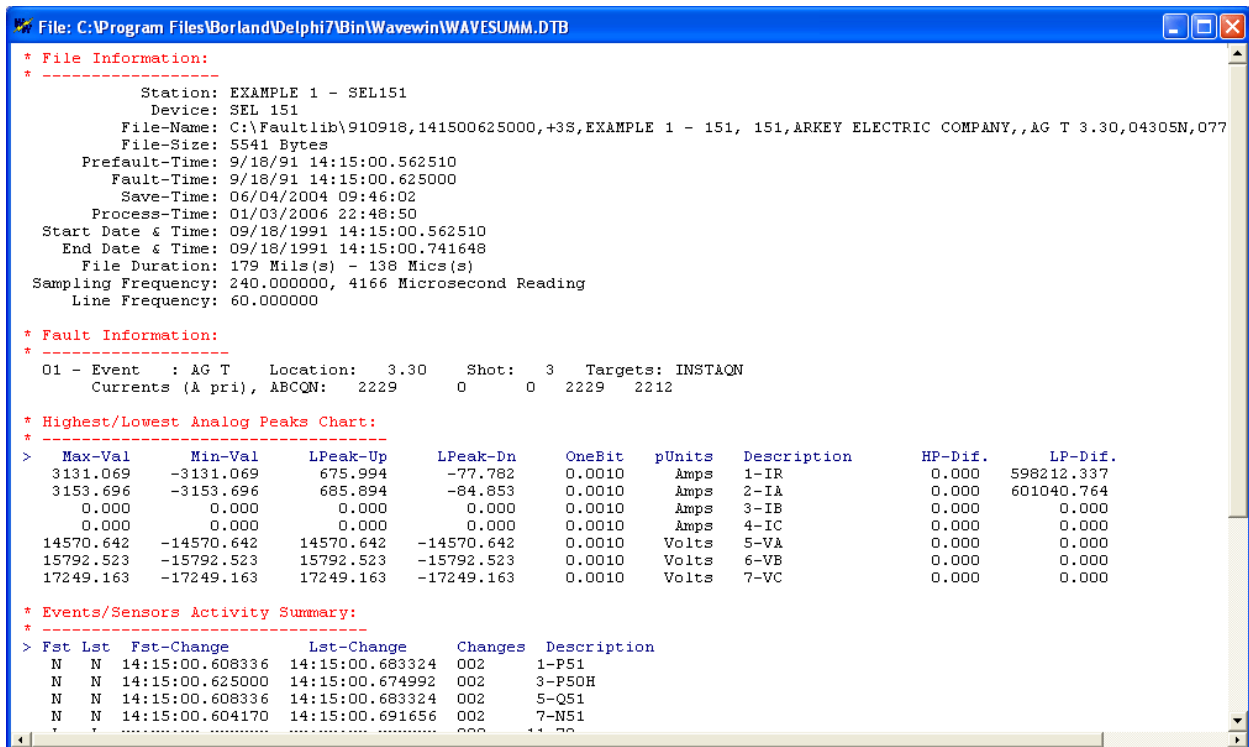 File: C:\Program Files\Borland\Delphi7\Bin\Wavewin\WAVESUMM.DTB
* File Information:
* ------------------
Station: EXAMPLE 1 - SEL151
Device: SEL 151
File-Name: C:\Faultlib\910918,141500625000,+3S,EXAMPLE 1 - 151, 151,ARKEY ELECTRIC COMPANY,,AG T 3.30,04305N,077
File-Size: 5541 Bytes
Prefault-Time: 9/18/91 14:15:00.562510
Fault-Time: 9/18/91 14:15:00.625000
Save-Time: 06/04/2004 09:46:02
Process-Time: 01/03/2006 22:48:50
Start Date & Time: 09/18/1991 14:15:00.562510
End Date & Time: 09/18/1991 14:15:00.741648
File Duration: 179 Mils(s) - 138 Mics(s)
Sampling Frequency: 240.000000, 4166 Microsecond Reading
Line Frequency: 60.000000
* Fault Information:
* -------------------
01 - Event : AG T Location: 3.30 Shot: 3 Targets: INSTAQN
Currents (A pri), ABCQN: 2229 0 0 2229 2212
* Highest/Lowest Analog Peaks Chart:
* -----------------------------------
> Max-Val Min-Val LPeak-Up LPeak-Dn OneBit pUnits Description HP-Dif. LP-Dif.
3131.069 -3131.069 675.994 -77.782 0.0010 Amps 1-IR 0.000 598212.337
3153.696 -3153.696 685.894 -84.853 0.0010 Amps 2-IA 0.000 601040.764
0.000 0.000 0.000 0.000 0.0010 Amps 3-IB 0.000 0.000
0.000 0.000 0.000 0.000 0.0010 Amps 4-IC 0.000 0.000
14570.642 -14570.642 14570.642 -14570.642 0.0010 Volts 5-VA 0.000 0.000
15792.523 -15792.523 15792.523 -15792.523 0.0010 Volts 6-VB 0.000 0.000
17249.163 -17249.163 17249.163 -17249.163 0.0010 Volts 7-VC 0.000 0.000
* Events/Sensors Activity Summary:
* ---------------------------------
> Fst Lst Fst-Change Lst-Change Changes Description
N N 14:15:00.608336 14:15:00.683324 002 1-P51
N N 14:15:00.625000 14:15:00.674992 002 3-P50H
N N 14:15:00.608336 14:15:00.683324 002 5-Q51
N N 14:15:00.604170 14:15:00.691656 002 7-N51